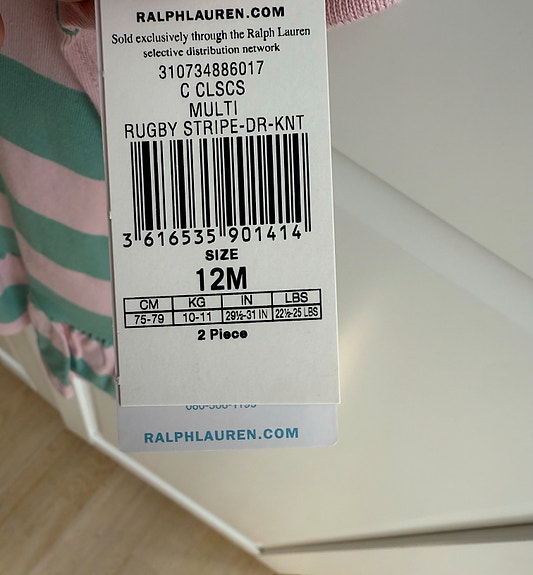 RALPHLAUREN.COM
Sold exclusively through the Ralph Lauren
selective distribution network
310734886017
C CLSCS
MULTI
RUGBY STRIPE-DR-KNT
3 616535 901414
SIZE
12M
CM KG IN LBS
75-79 10-11 29½-31 IN 22½-25 LBS
2 Piece
RALPHLAUREN.COM